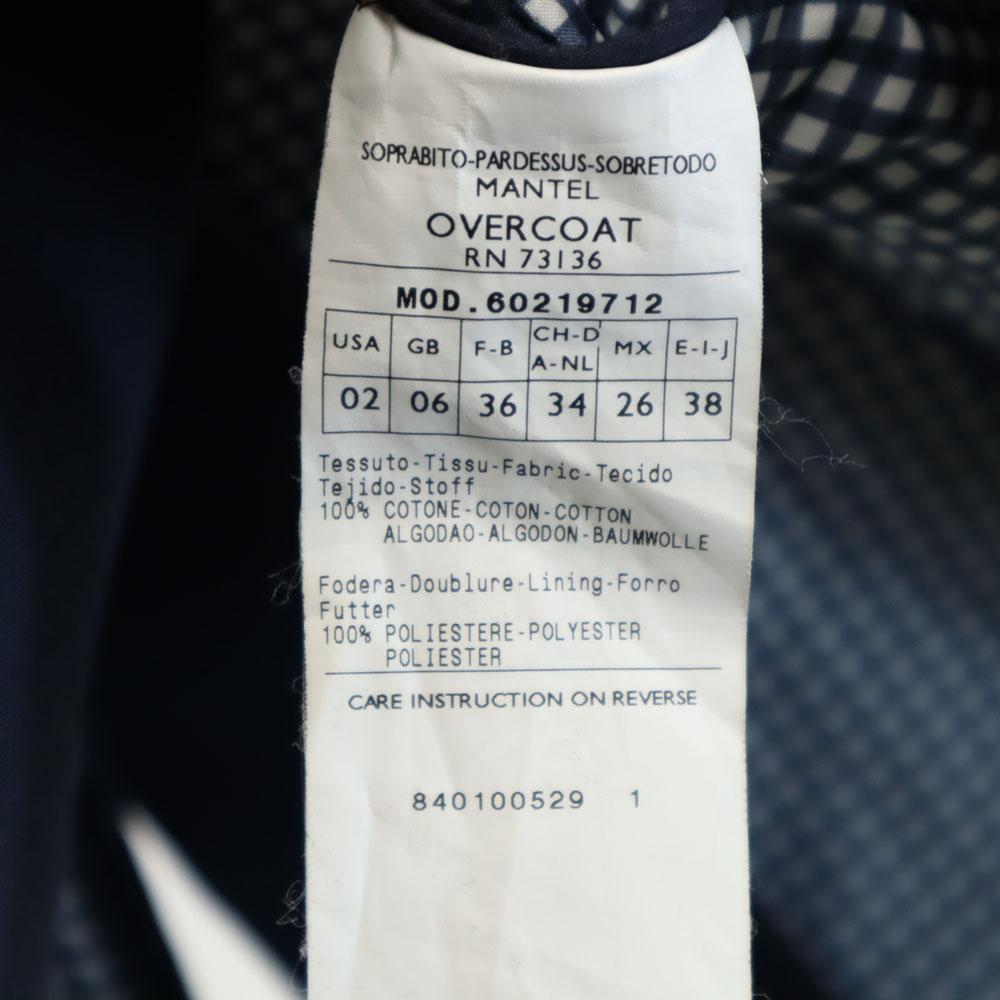 SOPRABITO-PARDESSUS-SOBRETODO
MANTEL
OVERCOAT
RN 73136
MOD.60219712
USA GB F-B CH-D A-NL MX E-I-J
02 06 36 34 26 38
Tessuto-Tissu-Fabric-Tecido
Tejido-Stoff
100% COTONE-COTON-COTTON
ALGODAO-ALGODON-BAUMWOLLE
Fodera-Doublure-Lining-Forro
Futter
100% POLIESTERE-POLYESTER
POLIESTER
CARE INSTRUCTION ON REVERSE
840100529 1